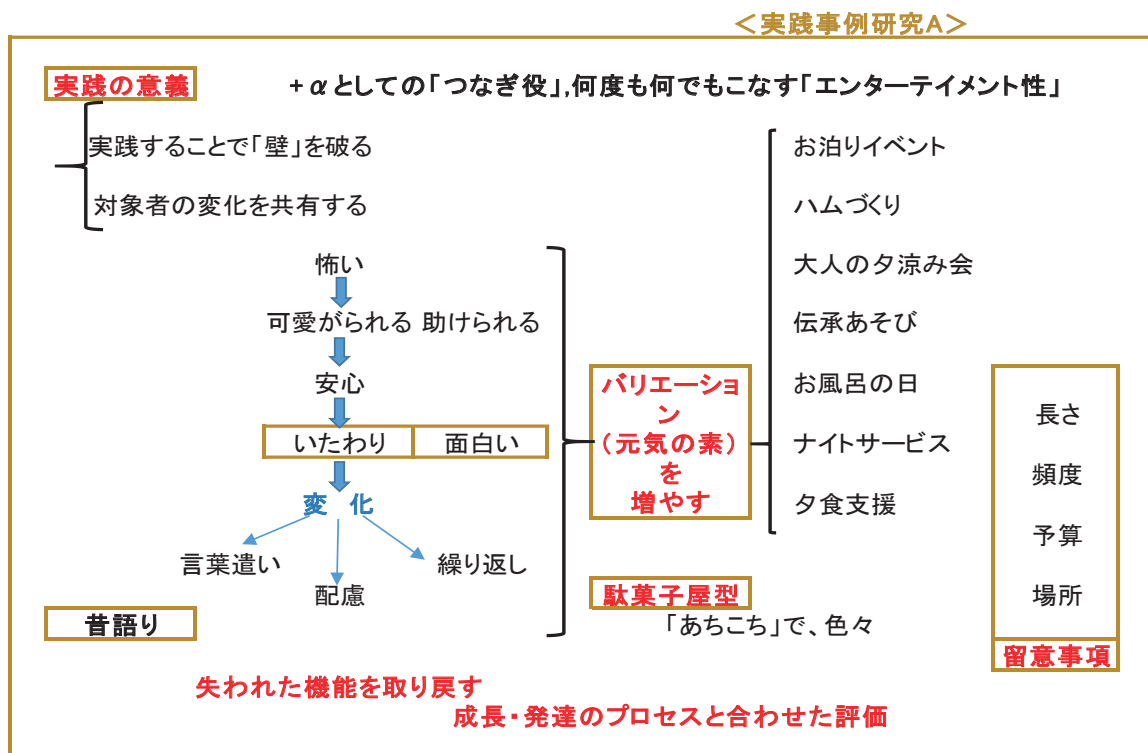 ＜実践事例研究A＞
実践の意義
+αとしての「つなぎ役」,何度も何でもこなす「エンターテイメント性」
実践することで「壁」を破る
対象者の変化を共有する
怖い
可愛がられる 助けられる
安心
いたわり
面白い
変 化
言葉遣い
配慮
繰り返し
昔語り
バリエーショ
ン
（元気の素）
を
増やす
駄菓子屋型
「あちこち」で、色々
お泊りイベント
ハムづくり
大人の夕涼み会
伝承あそび
お風呂の日
ナイトサービス
夕食支援
長さ
頻度
予算
場所
留意事項
失われた機能を取り戻す
成長・発達のプロセスと合わせた評価